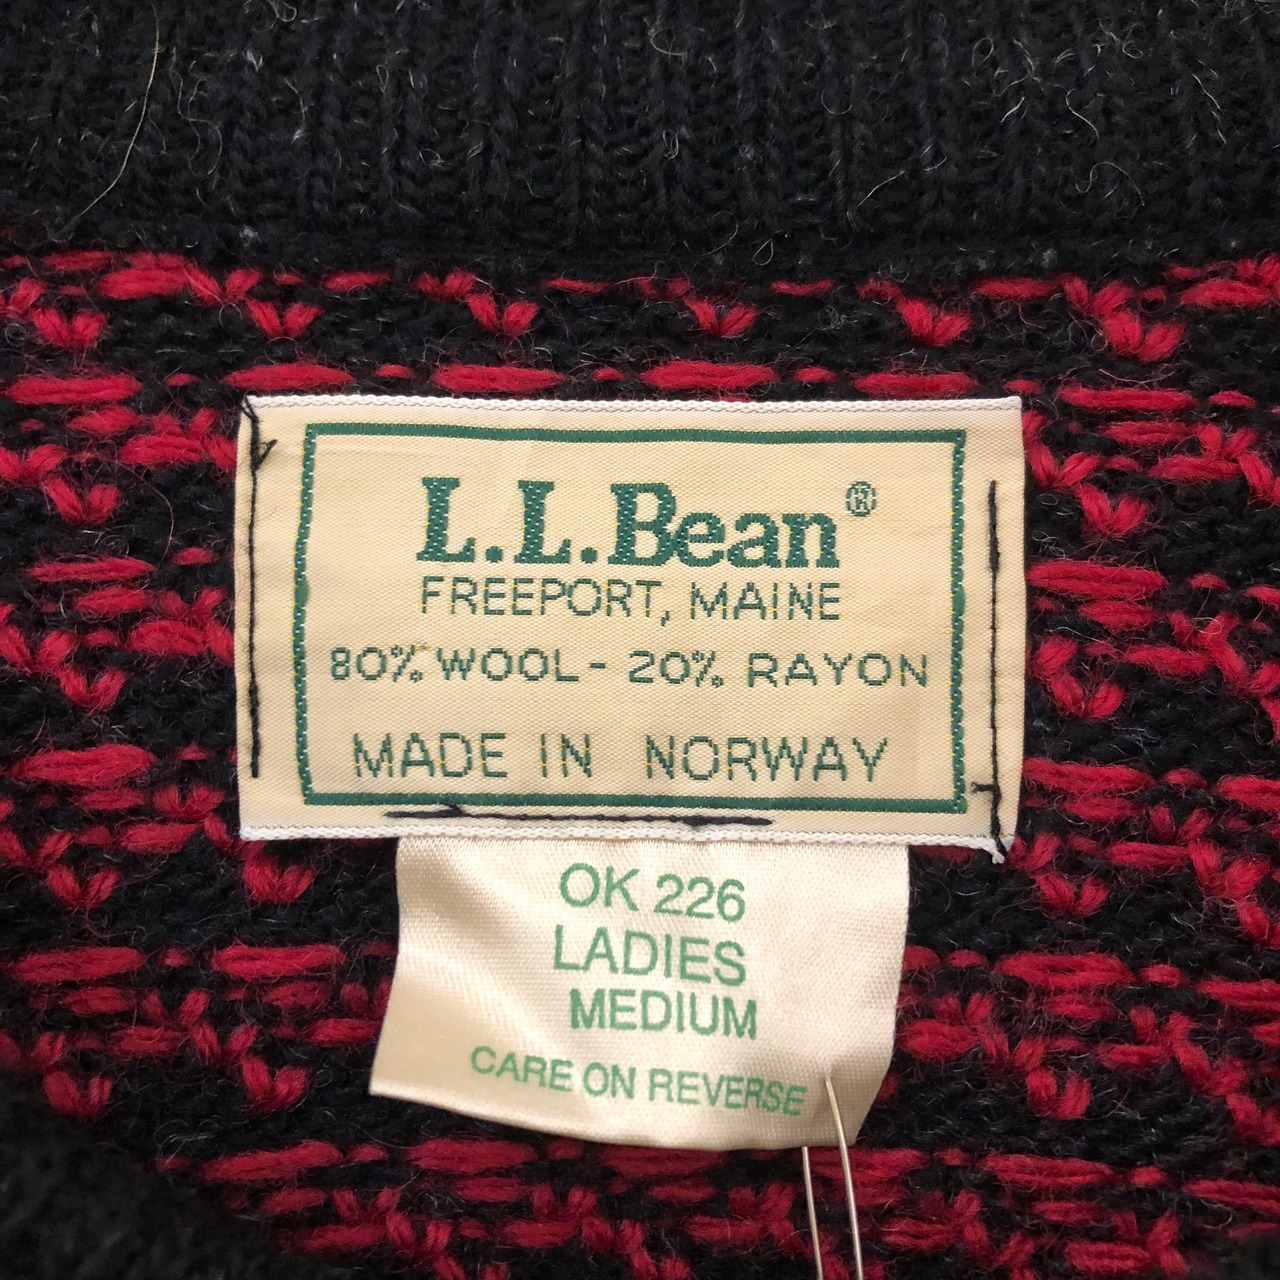 L.L.Bean®
FREEPORT, MAINE
80% WOOL - 20% RAYON
MADE IN NORWAY
OK 226
LADIES
MEDIUM
CARE ON REVERSE